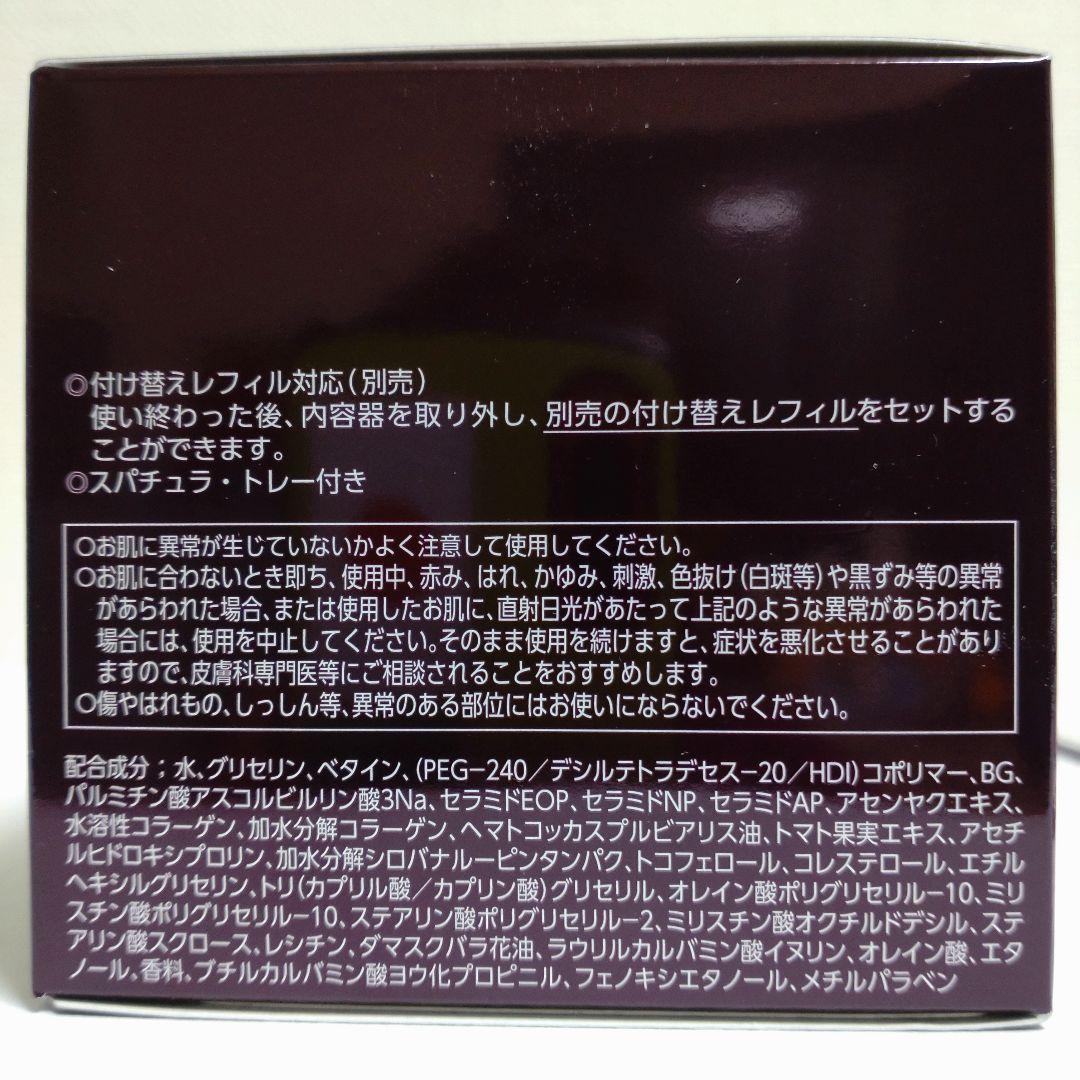 ◎付け替えレフィル対応(別売)
使い終わった後、内容器を取り外し、別売の付け替えレフィルをセットする
ことができます。
◎スパチュラ・トレー付き
○お肌に異常が生じていないかよく注意して使用してください。
○お肌に合わないとき即ち、使用中、赤み、はれ、かゆみ、刺激、色抜け(白斑等)や黒ずみ等の異常
があらわれた場合、または使用したお肌に、直射日光があたって上記のような異常があらわれた
場合には、使用を中止してください。そのまま使用を続けますと、症状を悪化させることがあり
ますので、皮膚科専門医等にご相談されることをおすすめします。
○傷やはれもの、しっしん等、異常のある部位にはお使いにならないでください。
配合成分;水、グリセリン、ベタイン、(PEG−240/デシルテトラデセス−20/HDI)コポリマー、BG、
パルミチン酸アスコルビルリン酸3Na、セラミドEOP、セラミドNP、セラミドAP、アセンヤクエキス、
水溶性コラーゲン、加水分解コラーゲン、ヘマトコッカスプルビアリス油、トマト果実エキス、アセチ
ルヒドロキシプロリン、加水分解シロバナルーピンタンパク、トコフェロール、コレステロール、エチル
ヘキシルグリセリン、トリ(カプリル酸/カプリン酸)グリセリル、オレイン酸ポリグリセリル−10、ミリ
スチン酸ポリグリセリル−10、ステアリン酸ポリグリセリル−2、ミリスチン酸オクチルドデシル、ステ
アリン酸スクロース、レシチン、ダマスクバラ花油、ラウリルカルバミン酸イヌリン、オレイン酸、エタ
ノール、香料、ブチルカルバミン酸ヨウ化プロピニル、フェノキシエタノール、メチルパラベン